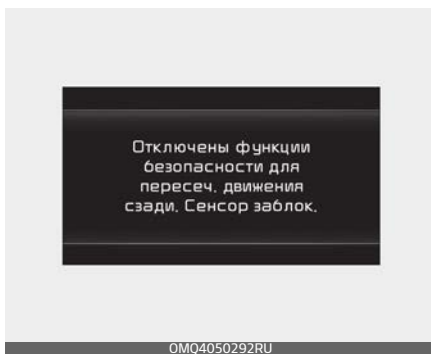 Отключены функции
безопасности для
пересеч. движения
сзади. Сенсор заблок.
OMQ4050292RU